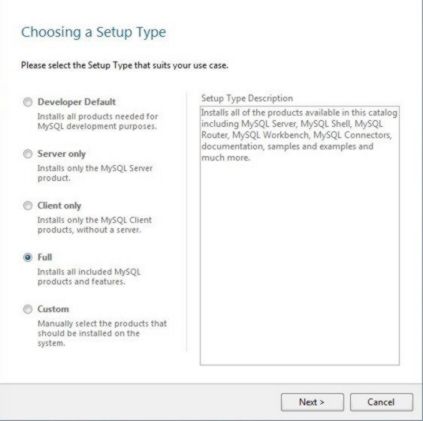 Choosing a Setup Type
Please select the Setup Type that suits your use case.
Developer Default
Installs all products needed for
MySQL development purposes.
Server only
Installs only the MySQL Server
product.
Client only
Installs only the MySQL Client
products, without a server.
Full
Installs all included MySQL
products and features.
Custom
Manually select the products that
should be installed on the
system.
Setup Type Description
Installs all of the products available in this catalog
including MySQL Server, MySQL Shell, MySQL
Router, MySQL Workbench, MySQL Connectors,
documentation, samples and examples and
much more.
Next >
Cancel